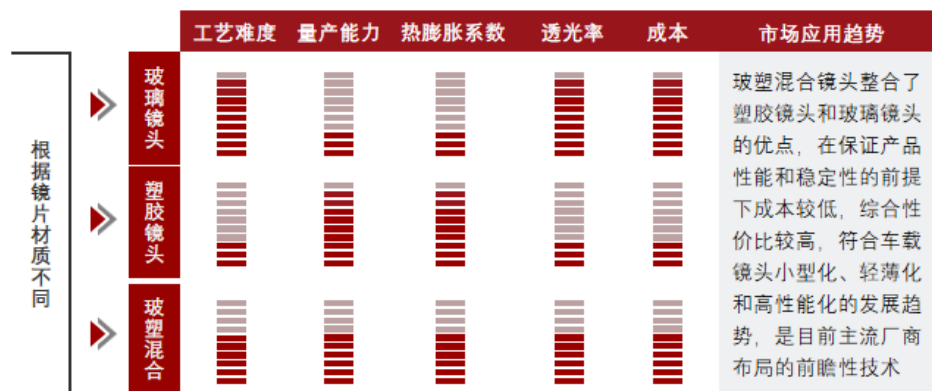 工艺难度 量产能力 热膨胀系数 透光率 成本 市场应用趋势
根据镜片材质不同
玻璃镜头
塑胶镜头
玻塑混合
玻塑混合镜头整合了
塑胶镜头和玻璃镜头
的优点，在保证产品
性能和稳定性的前提
下成本较低，综合性
价比较高，符合车载
镜头小型化、轻薄化
和高性能化的发展趋
势，是目前主流厂商
布局的前瞻性技术